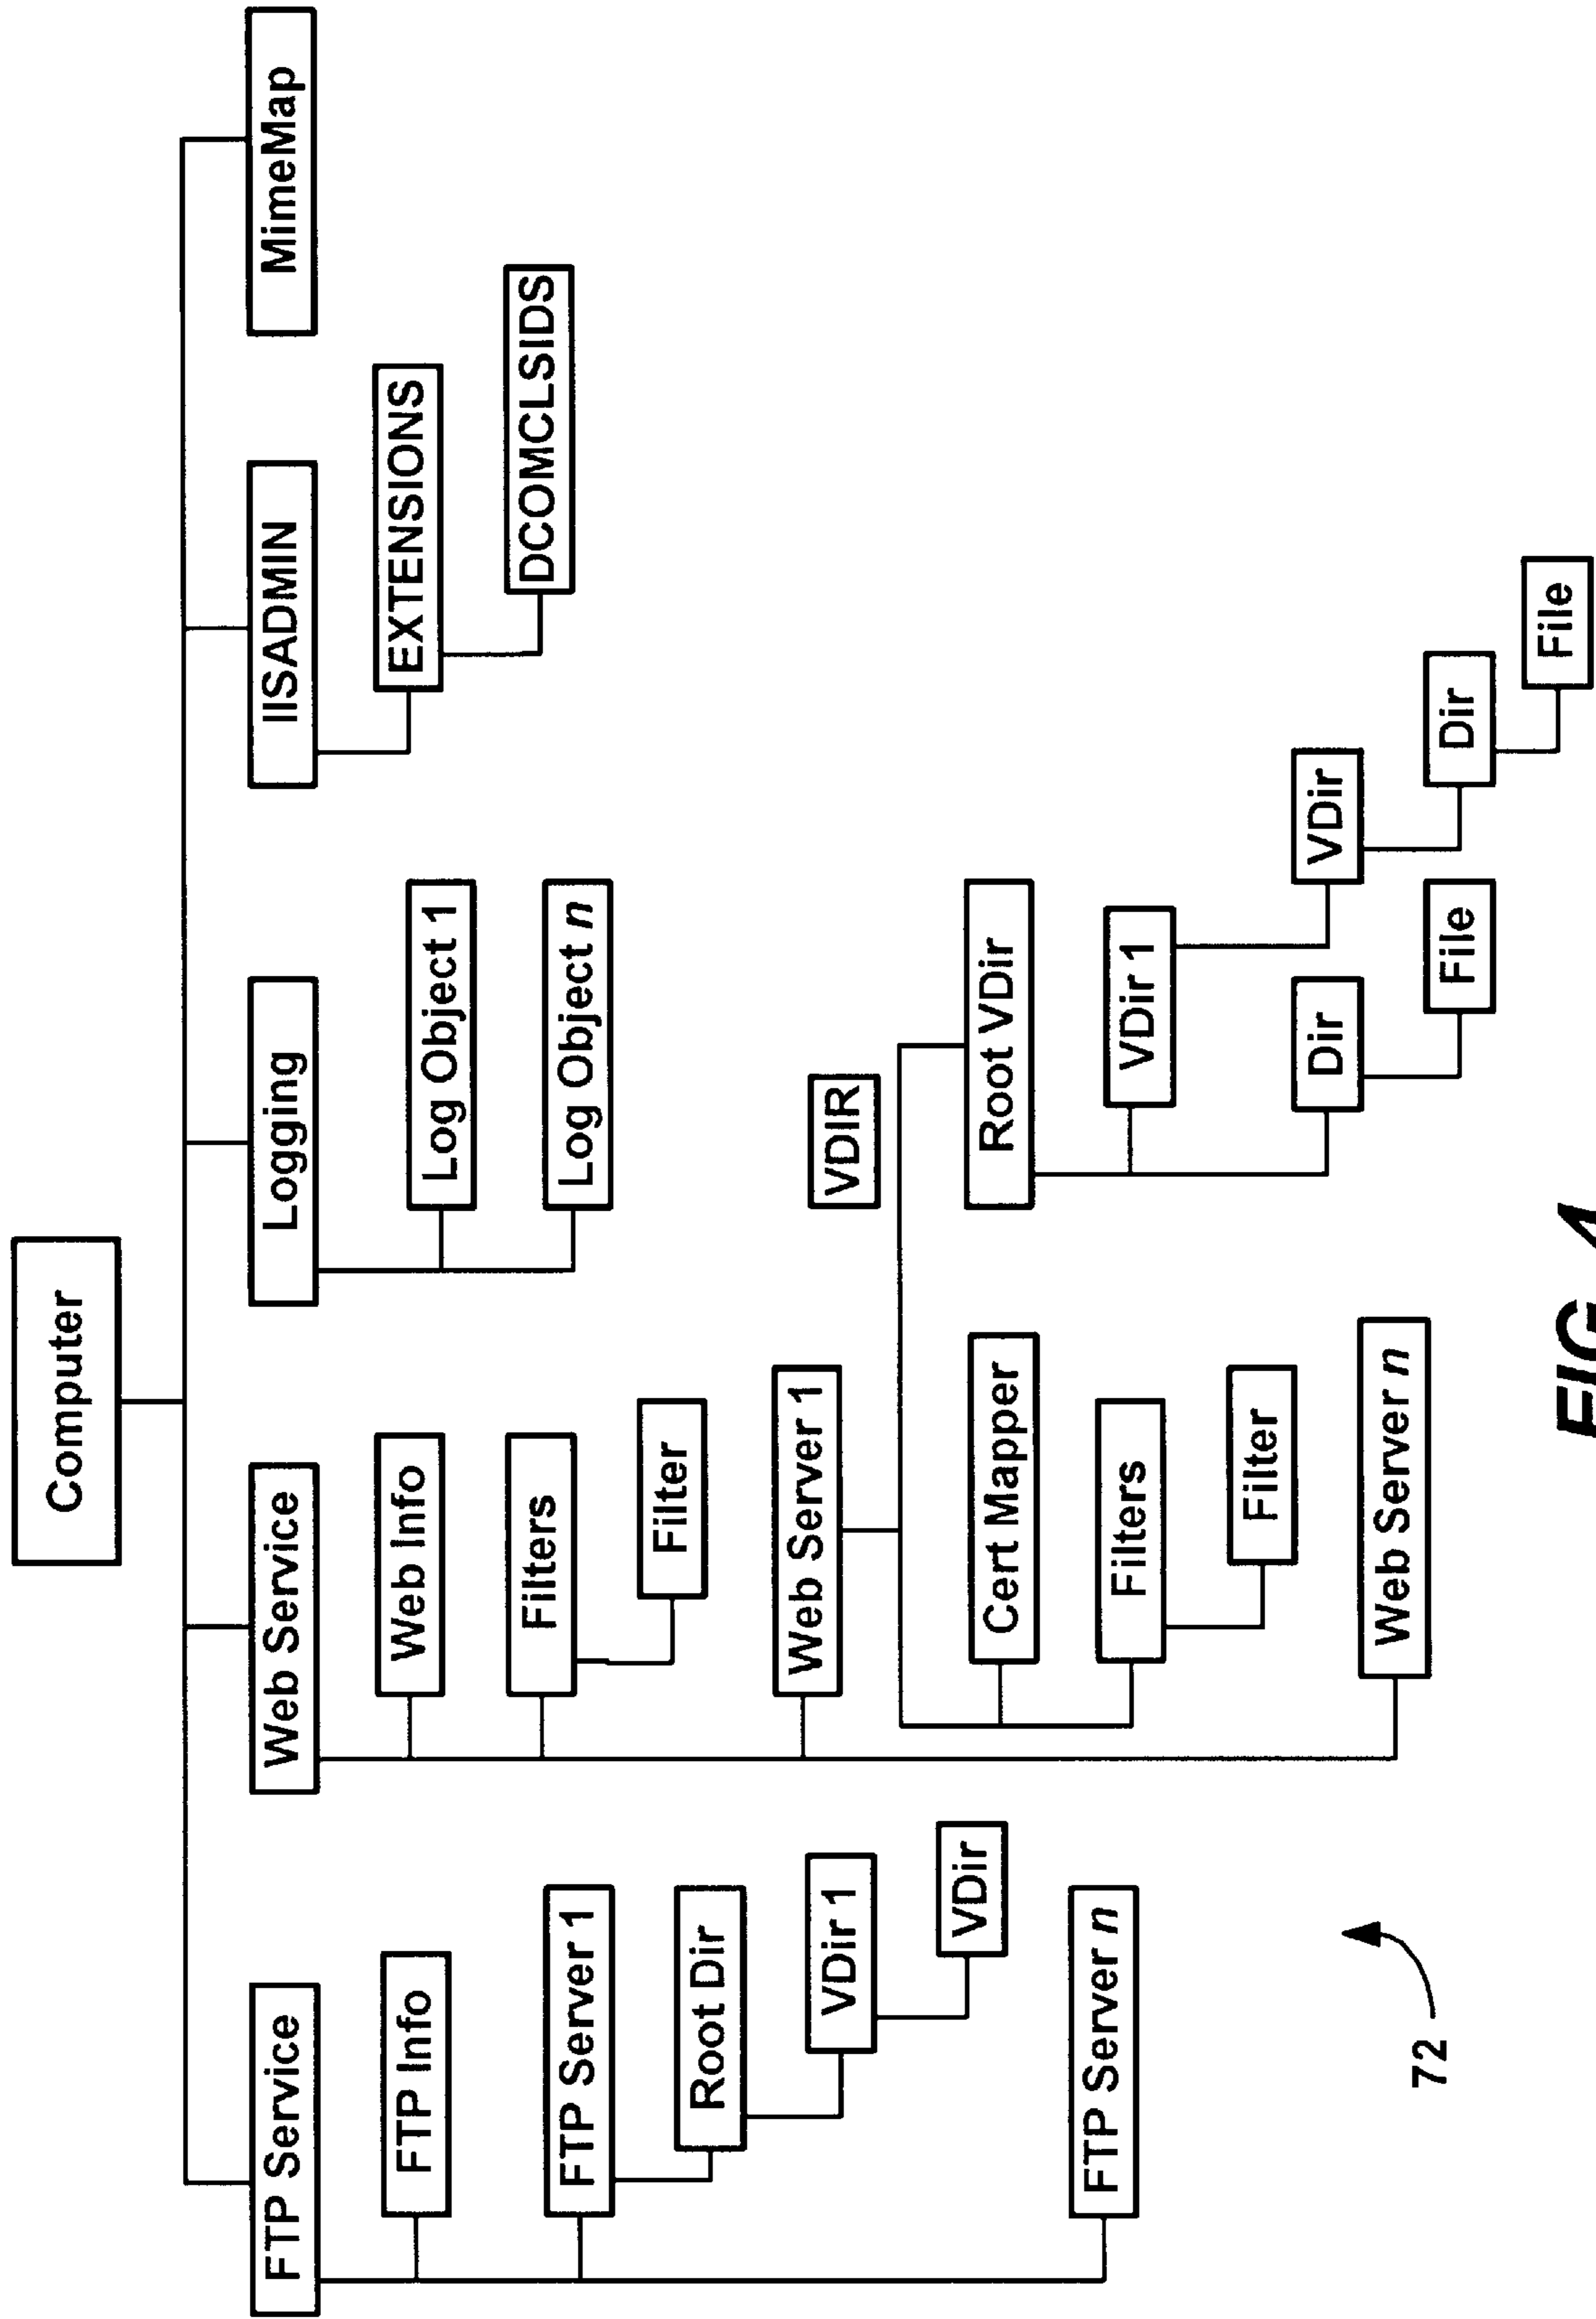 Computer
FTP Service
Web Service
Logging
IISADMIN
MimeMap
FTP Info
FTP Server 1
Root Dir
VDir 1
VDir
FTP Server n
Web Info
Filters
Filter
Web Server 1
Cert Mapper
Filters
Filter
Web Server n
VDIR
Root VDir
VDir 1
Dir
File
VDir
Dir
File
Log Object 1
Log Object n
EXTENSIONS
DCOMCLSIDS
72
FIG. 4